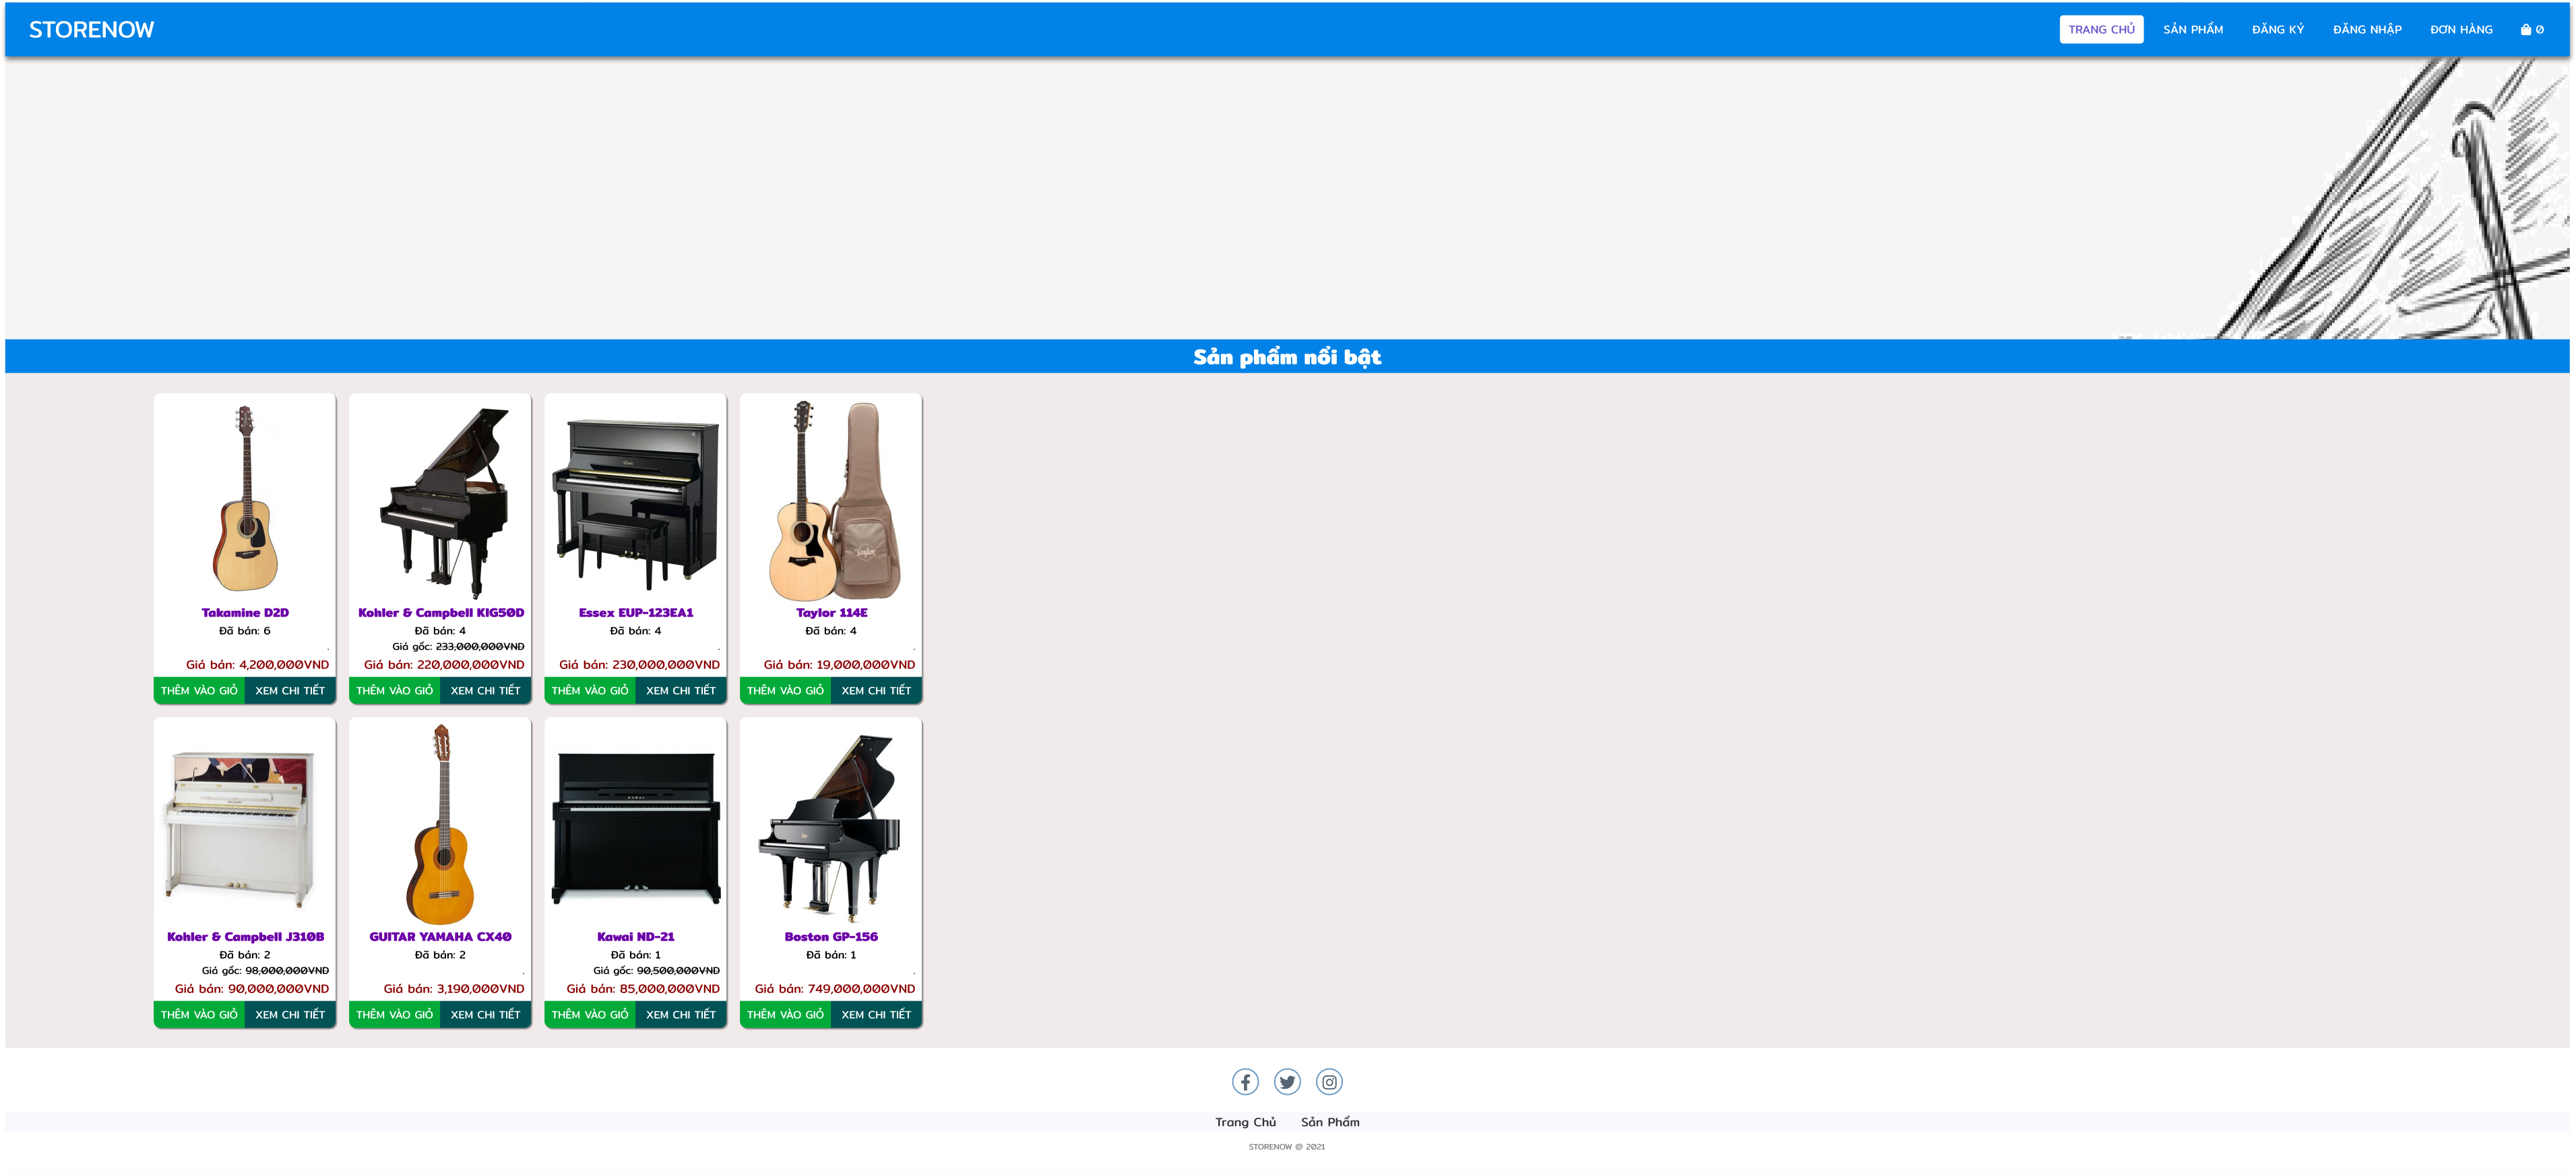 STORENOW
TRANG CHỦ SẢN PHẨM ĐĂNG KÝ ĐĂNG NHẬP ĐƠN HÀNG 0
Sản phẩm nổi bật
Takamine D2D
Đã bán: 6
.
Giá bán: 4,200,000VND
THÊM VÀO GIỎ XEM CHI TIẾT
Kohler & Campbell KIG50D
Đã bán: 4
Giá gốc: 233,000,000VND
Giá bán: 220,000,000VND
THÊM VÀO GIỎ XEM CHI TIẾT
Essex EUP-123EA1
Đã bán: 4
.
Giá bán: 230,000,000VND
THÊM VÀO GIỎ XEM CHI TIẾT
Taylor
Taylor 114E
Đã bán: 4
.
Giá bán: 19,000,000VND
THÊM VÀO GIỎ XEM CHI TIẾT
Kohler & Campbell J310B
Đã bán: 2
Giá gốc: 98,000,000VND
Giá bán: 90,000,000VND
THÊM VÀO GIỎ XEM CHI TIẾT
GUITAR YAMAHA CX40
Đã bán: 2
.
Giá bán: 3,190,000VND
THÊM VÀO GIỎ XEM CHI TIẾT
KAWAI
Kawai ND-21
Đã bán: 1
Giá gốc: 90,500,000VND
Giá bán: 85,000,000VND
THÊM VÀO GIỎ XEM CHI TIẾT
Boston GP-156
Đã bán: 1
.
Giá bán: 749,000,000VND
THÊM VÀO GIỎ XEM CHI TIẾT
Trang Chủ Sản Phẩm
STORENOW @ 2021